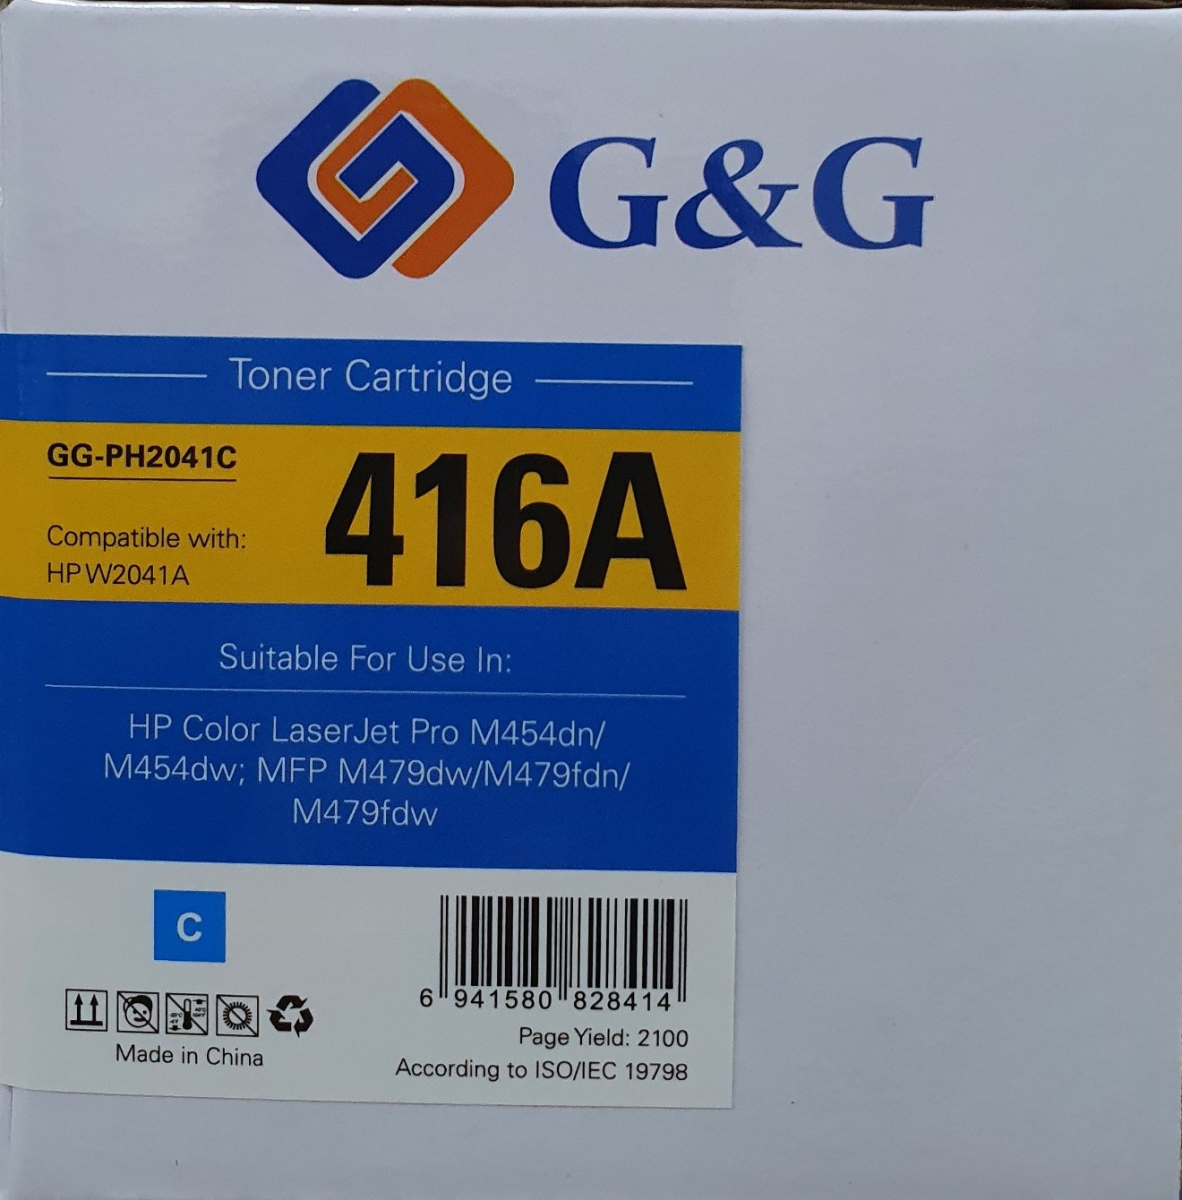 G&G
Toner Cartridge
GG-PH2041C
416A
Compatible with:
HP W2041A
Suitable For Use In:
HP Color LaserJet Pro M454dn/
M454dw; MFP M479dw/M479fdn/
M479fdw
C
6 941580 828414
Page Yield: 2100
According to ISO/IEC 19798
Made in China